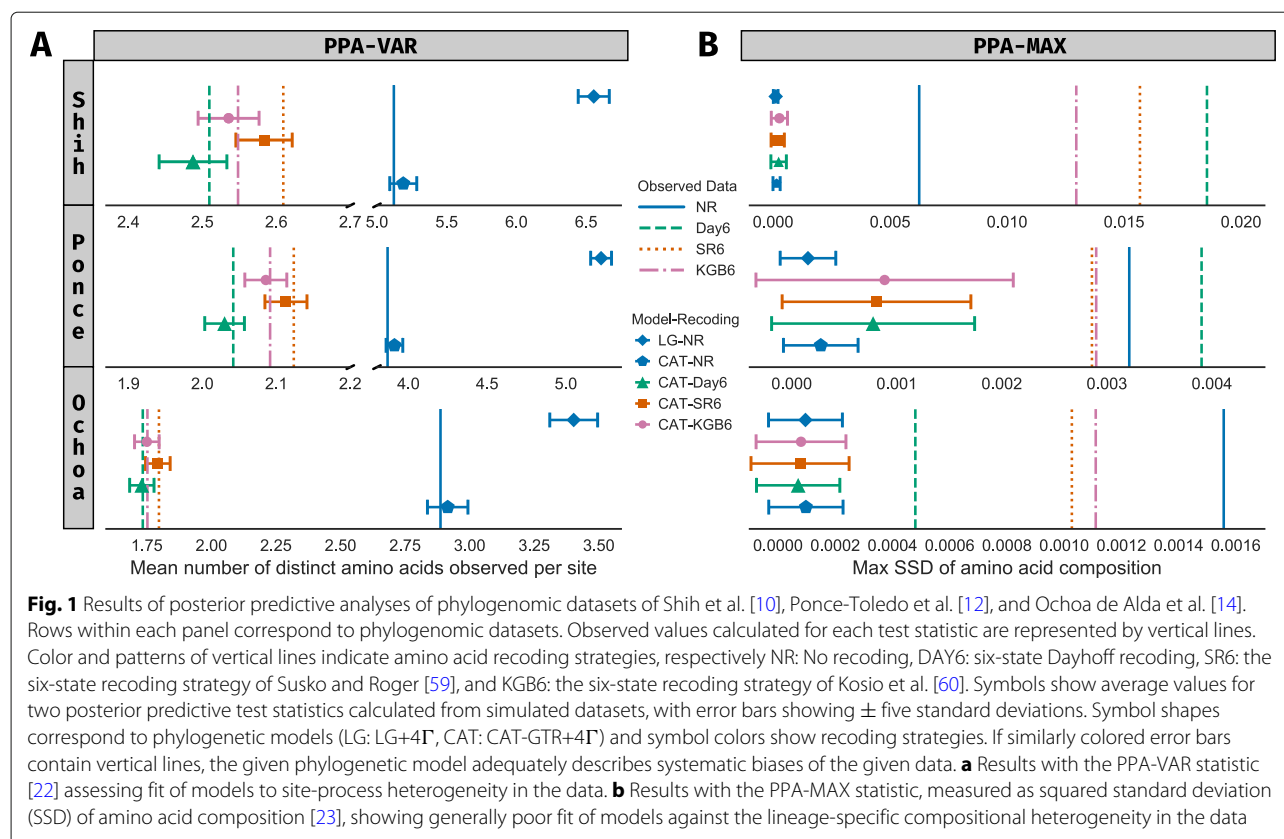 A
PPA-VAR
B
PPA-MAX
Shih
2.4 2.5 2.6 2.7 5.0 5.5 6.0 6.5
0.000 0.005 0.010 0.015 0.020
Observed Data
NR
Day6
SR6
KGB6
Ponce
1.9 2.0 2.1 2.2 4.0 4.5 5.0
0.000 0.001 0.002 0.003 0.004
Model-Recoding
LG-NR
CAT-NR
CAT-Day6
CAT-SR6
CAT-KGB6
Ochoa
1.75 2.00 2.25 2.50 2.75 3.00 3.25 3.50
0.0000 0.0002 0.0004 0.0006 0.0008 0.0010 0.0012 0.0014 0.0016
Mean number of distinct amino acids observed per site
Max SSD of amino acid composition
Fig. 1 Results of posterior predictive analyses of phylogenomic datasets of Shih et al. [10], Ponce-Toledo et al. [12], and Ochoa de Alda et al. [14].
Rows within each panel correspond to phylogenomic datasets. Observed values calculated for each test statistic are represented by vertical lines.
Color and patterns of vertical lines indicate amino acid recoding strategies, respectively NR: No recoding, DAY6: six-state Dayhoff recoding, SR6: the
six-state recoding strategy of Susko and Roger [59], and KGB6: the six-state recoding strategy of Kosio et al. [60]. Symbols show average values for
two posterior predictive test statistics calculated from simulated datasets, with error bars showing ± five standard deviations. Symbol shapes
correspond to phylogenetic models (LG: LG+4Γ, CAT: CAT-GTR+4Γ) and symbol colors show recoding strategies. If similarly colored error bars
contain vertical lines, the given phylogenetic model adequately describes systematic biases of the given data. a Results with the PPA-VAR statistic
[22] assessing fit of models to site-process heterogeneity in the data. b Results with the PPA-MAX statistic, measured as squared standard deviation
(SSD) of amino acid composition [23], showing generally poor fit of models against the lineage-specific compositional heterogeneity in the data